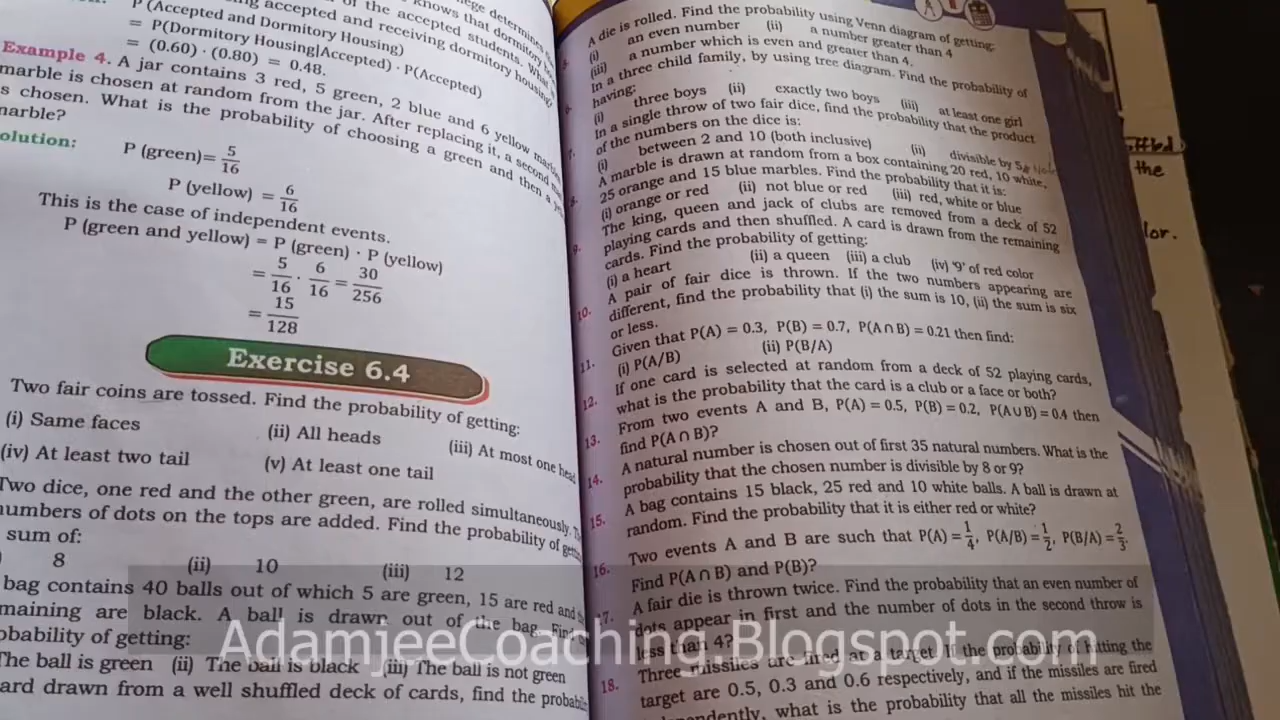 P (Accepted and Dormitory Housing)
= P(Dormitory Housing|Accepted) · P(Accepted)
= (0.60) · (0.80) = 0.48.
Example 4. A jar contains 3 red, 5 green, 2 blue and 6 yellow
marble is chosen at random from the jar. After replacing it, a second
s chosen. What is the probability of choosing a green and then a
marble?
olution:
P (green)= 5/16
P (yellow) = 6/16
This is the case of independent events.
P (green and yellow) = P (green) · P (yellow)
= 5/16 · 6/16 = 30/256
= 15/128
Exercise 6.4
Two fair coins are tossed. Find the probability of getting:
(i) Same faces (ii) All heads (iii) At most one head
(iv) At least two tail (v) At least one tail
Two dice, one red and the other green, are rolled simultaneously.
numbers of dots on the tops are added. Find the probability of
sum of:
8 (ii) 10 (iii) 12
bag contains 40 balls out of which 5 are green, 15 are red and
maining are black. A ball is drawn out of the bag. Find
obability of getting:
The ball is green (ii) The ball is black (iii) The ball is not green
ard drawn from a well shuffled deck of cards, find the
A die is rolled. Find the probability using Venn diagram of getting:
(i) an even number (ii) a number greater than 4
(iii) a number which is even and greater than 4.
In a three child family, by using tree diagram. Find the probability of
having:
(i) three boys (ii) exactly two boys (iii) at least one girl
7. In a single throw of two fair dice, find the probability that the product
of the numbers on the dice is:
(i) between 2 and 10 (both inclusive) (ii) divisible by 5
8. A marble is drawn at random from a box containing 20 red, 10 white,
25 orange and 15 blue marbles. Find the probability that it is:
(i) orange or red (ii) not blue or red (iii) red, white or blue
9. The king, queen and jack of clubs are removed from a deck of 52
playing cards and then shuffled. A card is drawn from the remaining
cards. Find the probability of getting:
(i) a heart (ii) a queen (iii) a club (iv) '9' of red color
10. A pair of fair dice is thrown. If the two numbers appearing are
different, find the probability that (i) the sum is 10, (ii) the sum is six
or less.
11. Given that P(A) = 0.3, P(B) = 0.7, P(A∩B) = 0.21 then find:
(i) P(A/B) (ii) P(B/A)
12. If one card is selected at random from a deck of 52 playing cards,
what is the probability that the card is a club or a face or both?
13. From two events A and B, P(A) = 0.5, P(B) = 0.2, P(A∪B) = 0.4 then
find P(A∩B)?
14. A natural number is chosen out of first 35 natural numbers. What is the
probability that the chosen number is divisible by 8 or 9?
15. A bag contains 15 black, 25 red and 10 white balls. A ball is drawn at
random. Find the probability that it is either red or white?
16. Two events A and B are such that P(A) = 1/4, P(A/B) = 1/2, P(B/A) = 2/3.
Find P(A∩B) and P(B)?
17. A fair die is thrown twice. Find the probability that an even number of
dots appear in first and the number of dots in the second throw is
less than 4?
18. Three missiles are fired at a target. If the probability of hitting the
target are 0.5, 0.3 and 0.6 respectively, and if the missiles are fired
independently, what is the probability that all the missiles hit the
the
lor.
AdamjeeCoaching.Blogspot.com